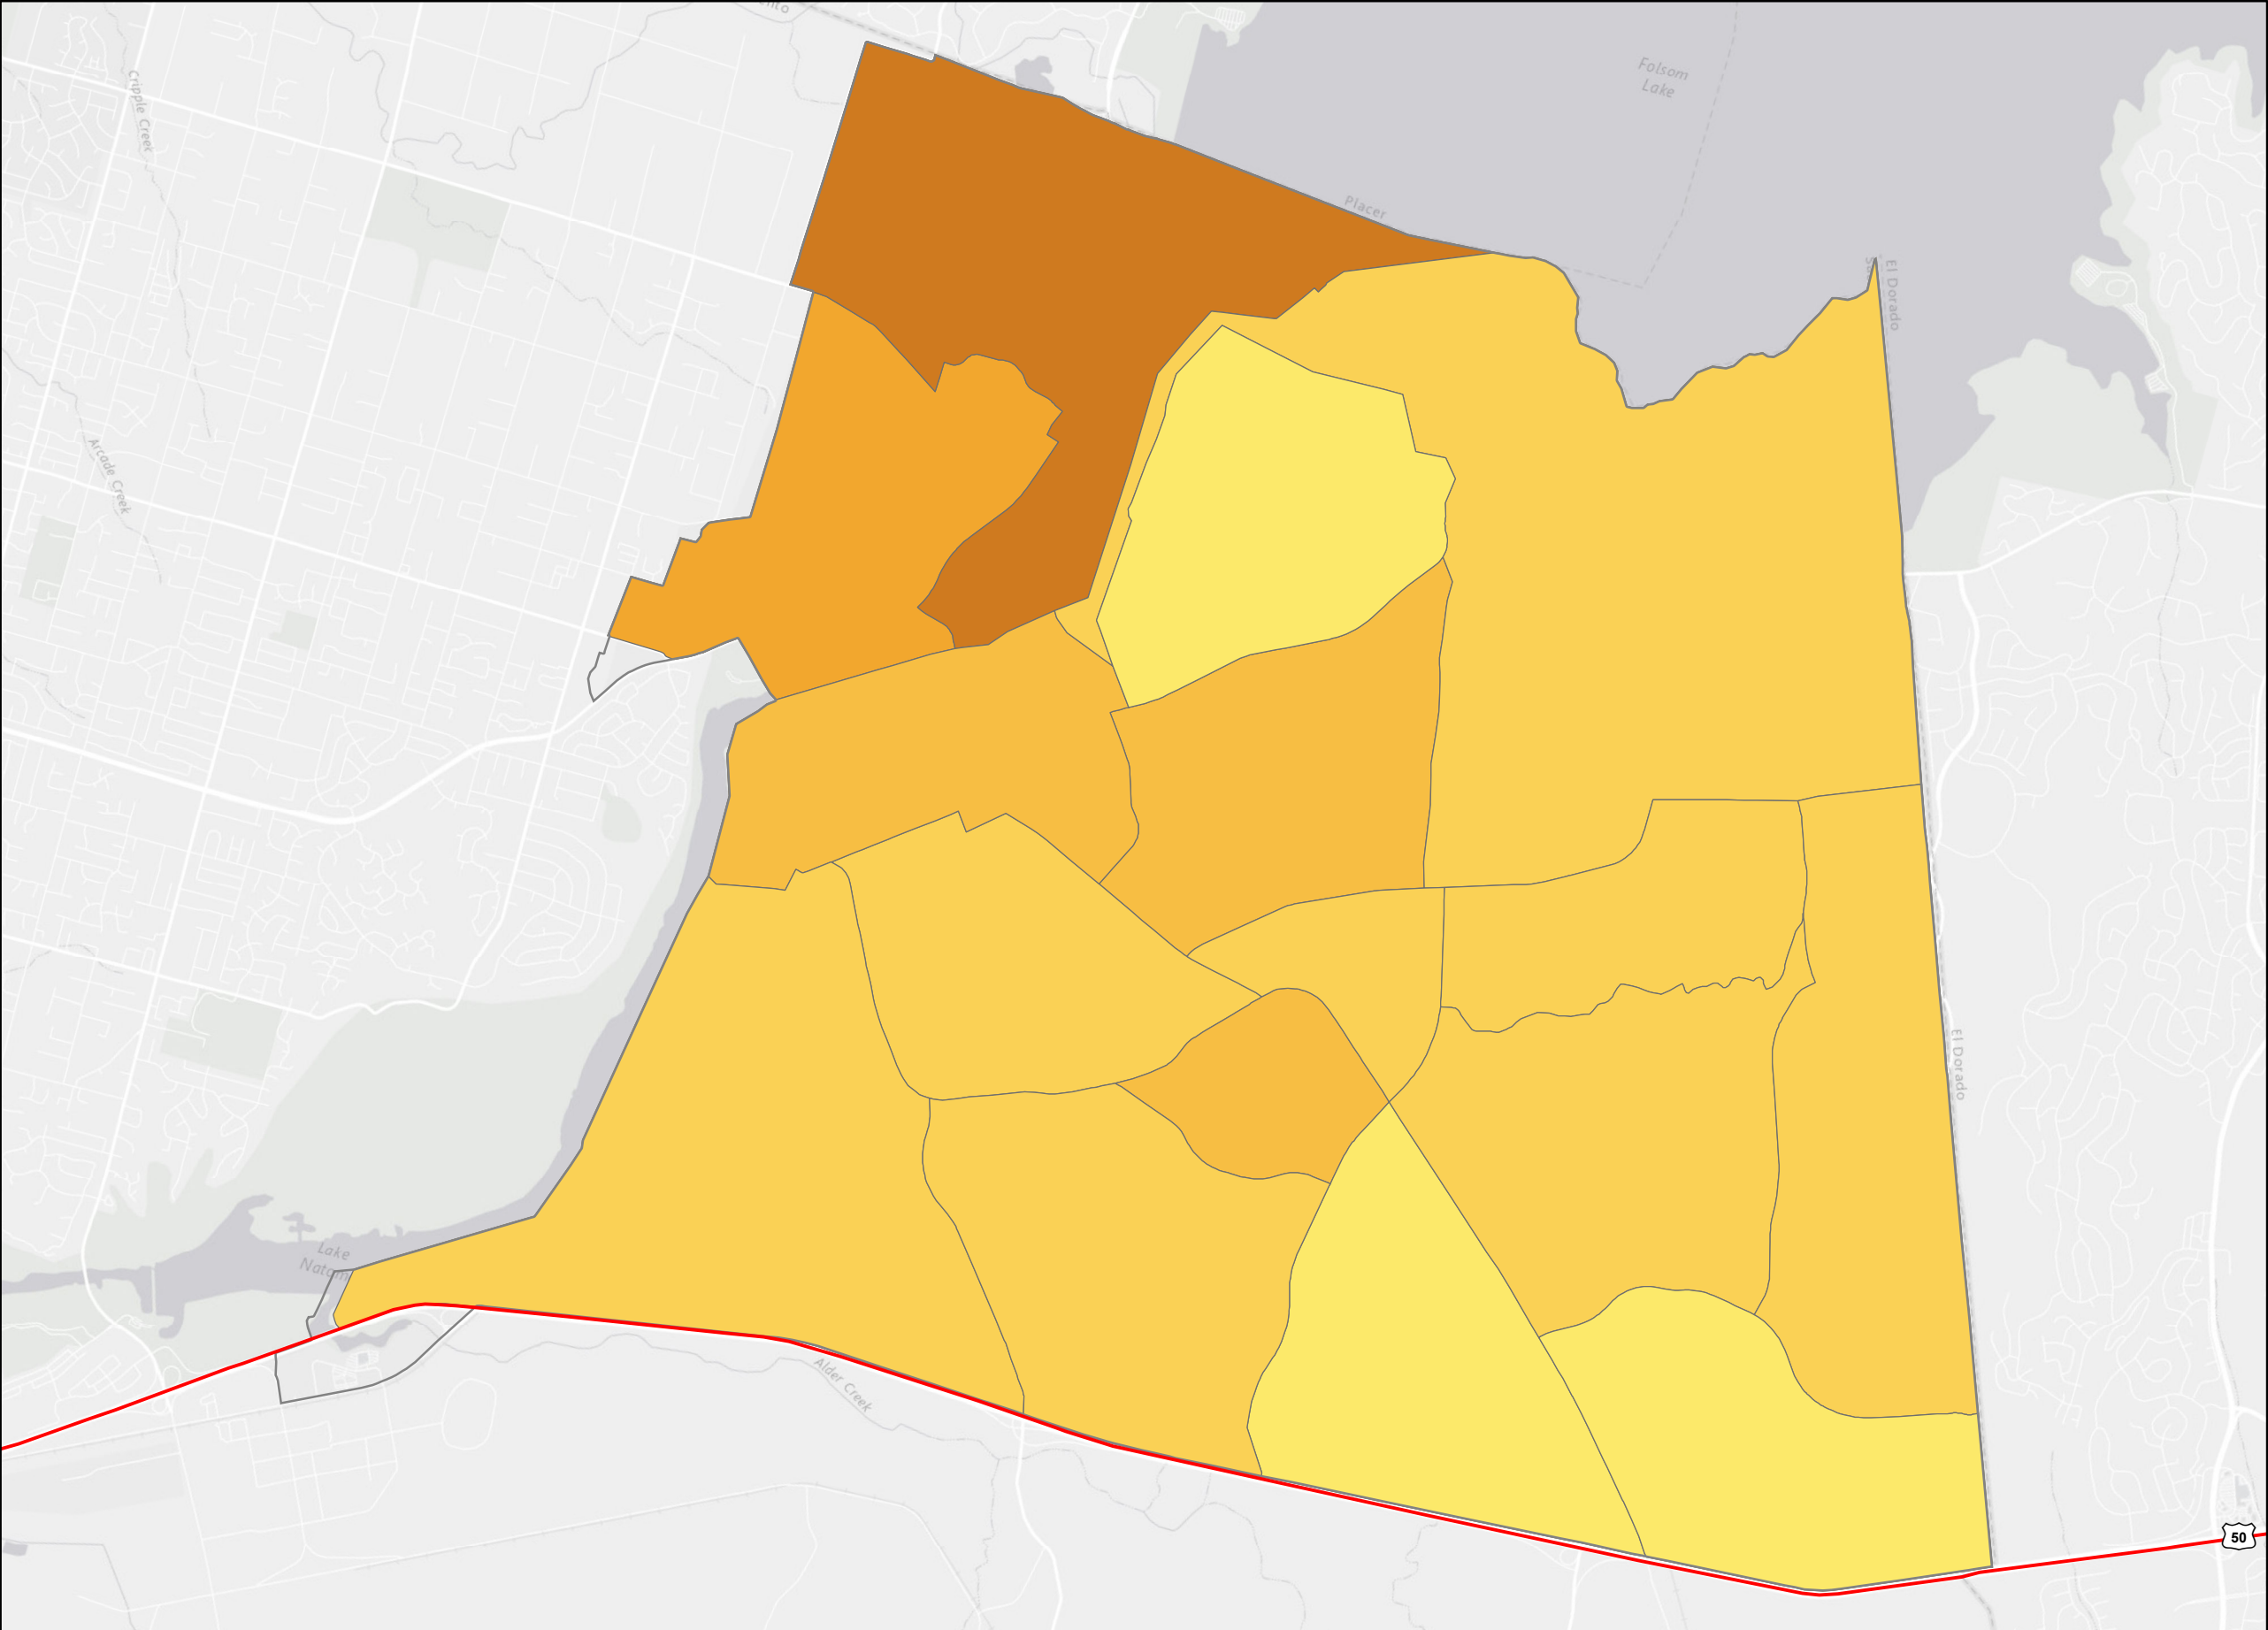 Folsom
Lake
Cripple Creek
Placer
El Dorado
Arcade Creek
El Dorado
Lake
Natom
Alder Creek
50